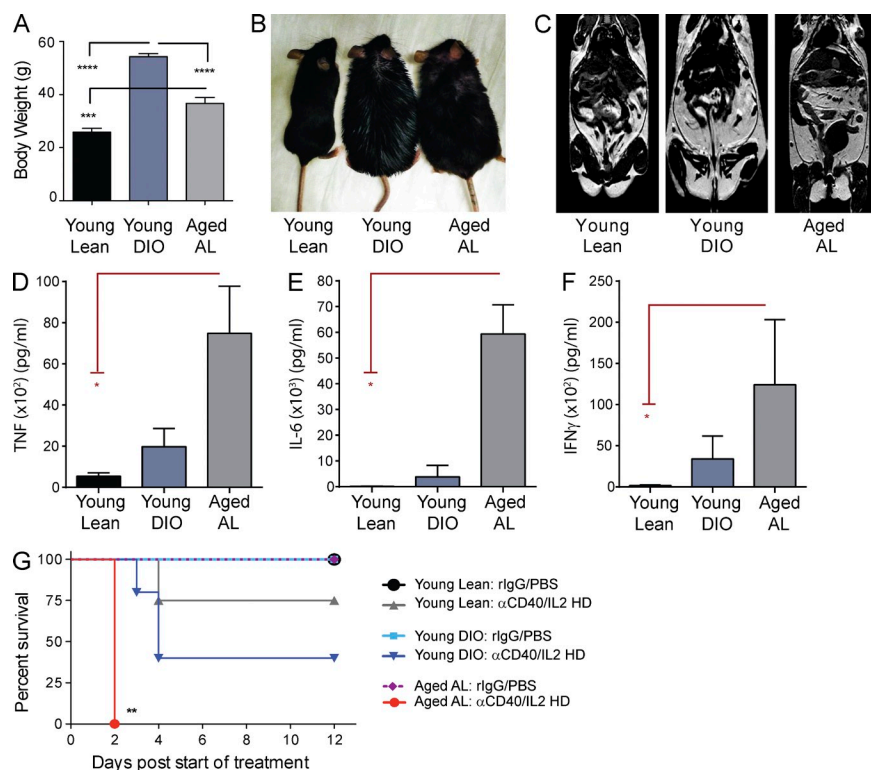 A
Body Weight (g)
60
40
20
0
****
****
***
Young Lean
Young DIO
Aged AL
B
Young Lean
Young DIO
Aged AL
C
Young Lean
Young DIO
Aged AL
D
TNF (x10²) (pg/ml)
100
80
60
40
20
0
*
Young Lean
Young DIO
Aged AL
E
IL-6 (x10³) (pg/ml)
80
70
60
50
40
30
20
10
0
*
Young Lean
Young DIO
Aged AL
F
IFNγ (x10²) (pg/ml)
250
200
150
100
50
0
*
Young Lean
Young DIO
Aged AL
G
Percent survival
100
75
50
25
0
**
0
2
4
6
8
10
12
Days post start of treatment
Young Lean: rIgG/PBS
Young Lean: αCD40/IL2 HD
Young DIO: rIgG/PBS
Young DIO: αCD40/IL2 HD
Aged AL: rIgG/PBS
Aged AL: αCD40/IL2 HD